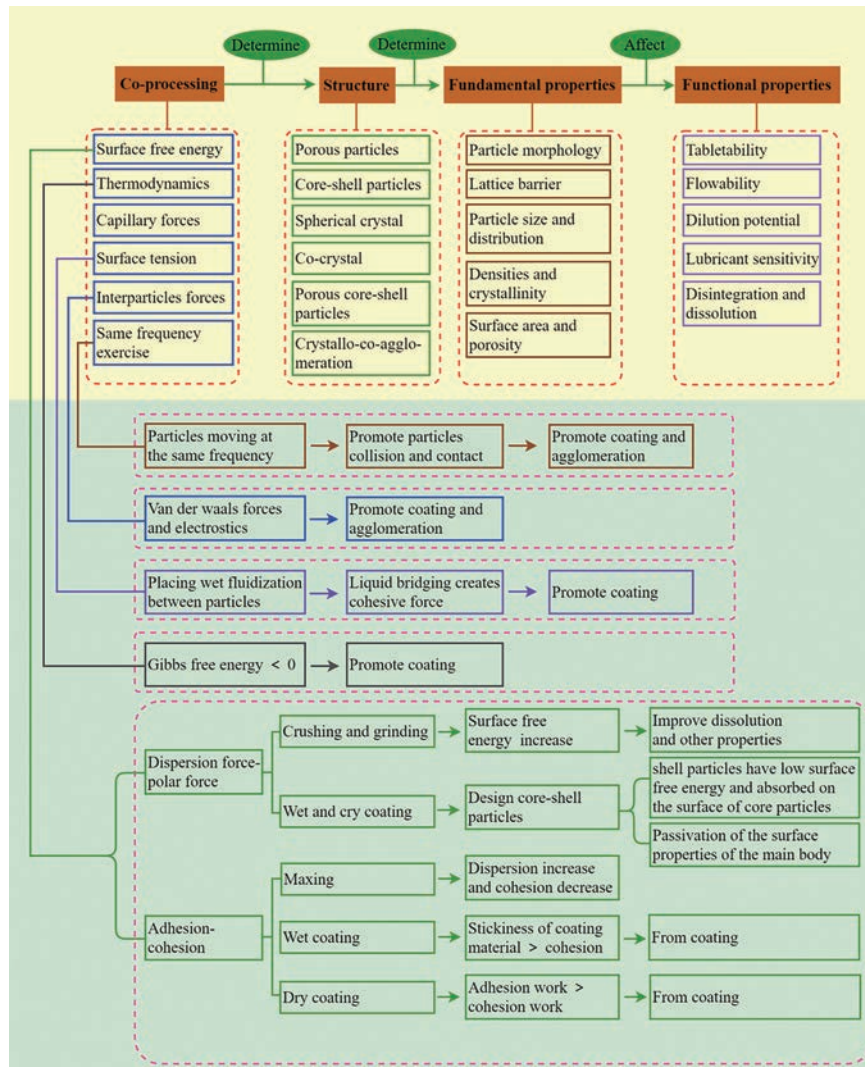 Determine
Determine
Affect
Co-processing
Structure
Fundamental properties
Functional properties
Surface free energy
Thermodynamics
Capillary forces
Surface tension
Interparticles forces
Same frequency
exercise
Porous particles
Core-shell particles
Spherical crystal
Co-crystal
Porous core-shell
particles
Crystallo-co-agglo-
meration
Particle morphology
Lattice barrier
Particle size and
distribution
Densities and
crystallinity
Surface area and
porosity
Tabletability
Flowability
Dilution potential
Lubricant sensitivity
Disintegration and
dissolution
Particles moving at
the same frequency
Promote particles
collision and contact
Promote coating and
agglomeration
Van der waals forces
and electrostics
Promote coating and
agglomeration
Placing wet fluidization
between particles
Liquid bridging creates
cohesive force
Promote coating
Gibbs free energy < 0
Promote coating
Dispersion force-
polar force
Crushing and grinding
Surface free
energy increase
Improve dissolution
and other properties
Wet and cry coating
Design core-shell
particles
shell particles have low surface
free energy and absorbed on
the surface of core particles
Passivation of the surface
properties of the main body
Adhesion-
cohesion
Maxing
Dispersion increase
and cohesion decrease
Wet coating
Stickiness of coating
material > cohesion
From coating
Dry coating
Adhesion work >
cohesion work
From coating